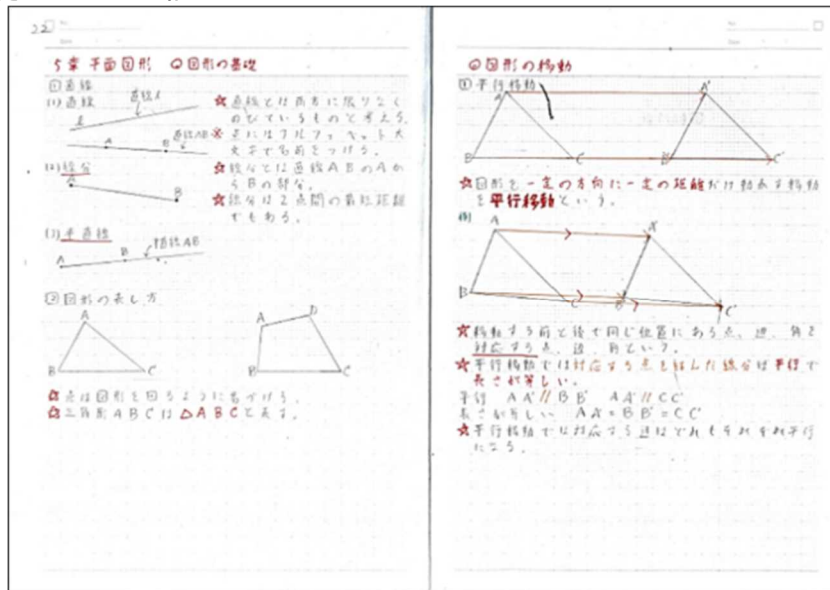 22
5章 平面図形 ○図形の基礎
①直線
(1) 直線
直線ℓ
ℓ
直線AB
A B
☆直線とは両方に限りなく
のびているものと考える。
※点にはアルファベット大
文字で名前をつける。
(2) 線分
A
B
☆線分とは直線ABのAか
らBの部分。
☆線分は2点間の最短距離
でもある。
(3) 半直線
半直線AB
A B
②図形の表し方
A
B C
A D
B C
☆点は図形を回るように名づける。
☆三角形ABCは△ABCと表す。
○図形の移動
①平行移動
A A'
B C B' C'
☆図形を一定の方向に一定の距離だけ動かす移動
を平行移動という。
例
A A'
B C B' C'
☆移動する前と後で同じ位置にある点、辺、角を
対応する点、辺、角という。
☆平行移動では対応する点を結んだ線分は平行で
長さが等しい。
平行 AA'//BB' AA'//CC'
長さが等しい AA'=BB'=CC'
☆平行移動では対応する辺はどれもそれぞれ平行
になる。